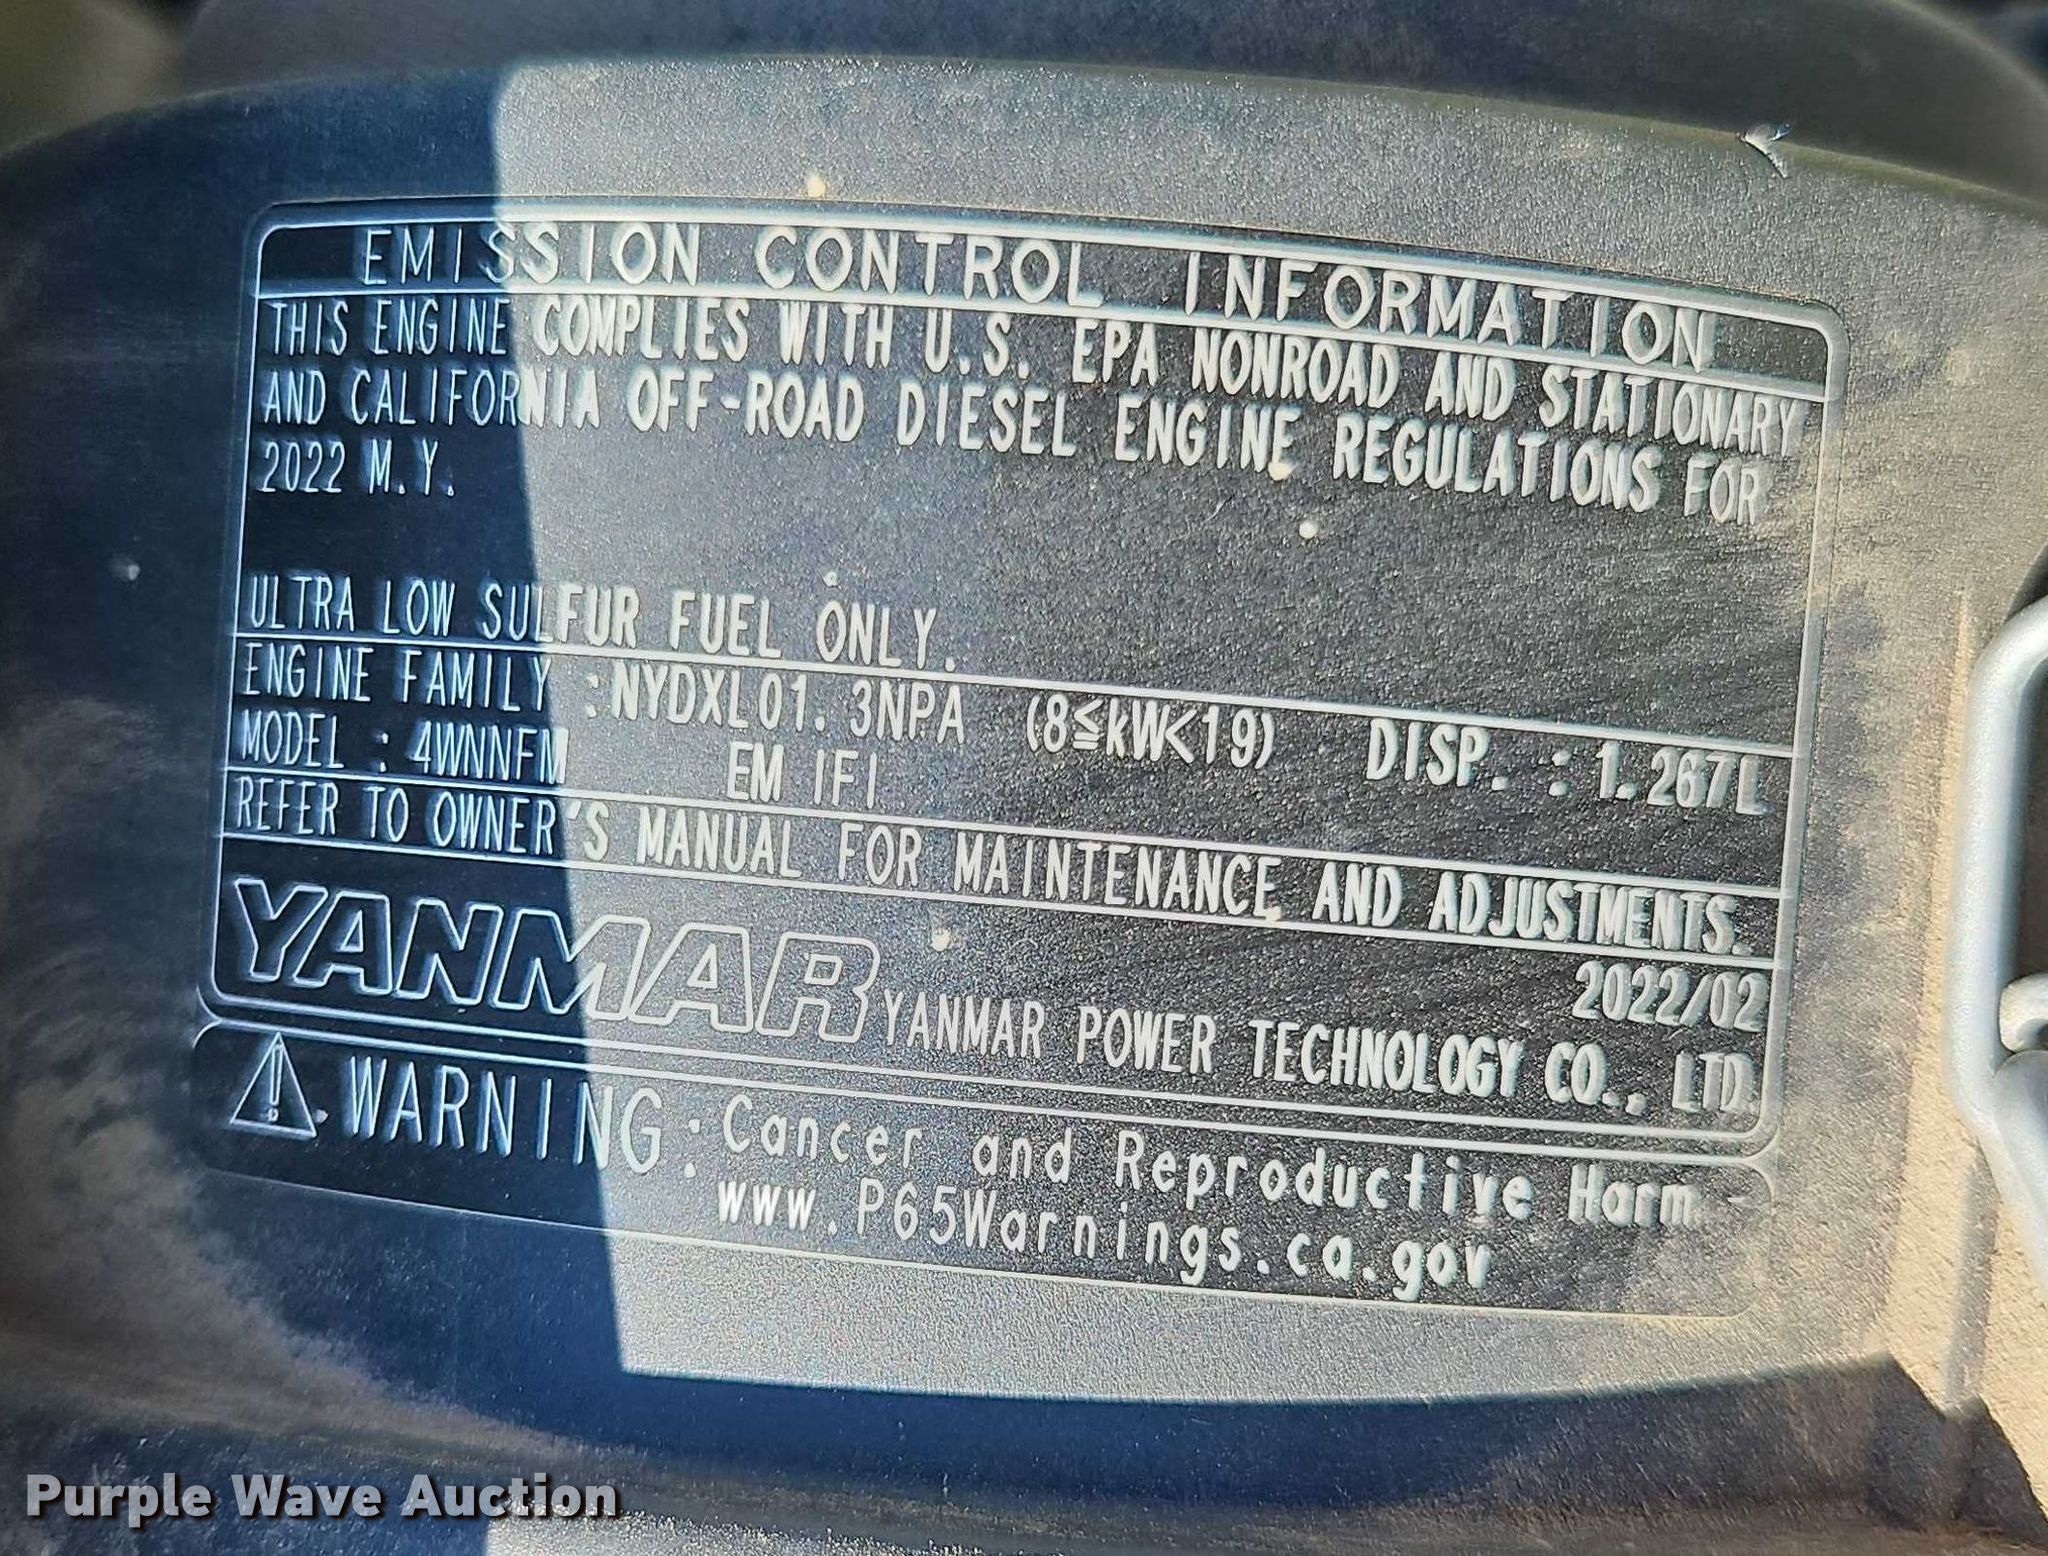 EMISSION CONTROL INFORMATION
THIS ENGINE COMPLIES WITH U.S. EPA NONROAD AND STATIONARY
AND CALIFORNIA OFF-ROAD DIESEL ENGINE REGULATIONS FOR
2022 M.Y.
ULTRA LOW SULFUR FUEL ONLY.
ENGINE FAMILY :NYDXL01.3NPA (8≦kW<19) DISP. : 1.267L
MODEL : 4WNNFM EM IFI
REFER TO OWNER'S MANUAL FOR MAINTENANCE AND ADJUSTMENTS.
2022/02
YANMAR YANMAR POWER TECHNOLOGY CO., LTD.
WARNING: Cancer and Reproductive Harm -
www.P65Warnings.ca.gov
Purple Wave Auction